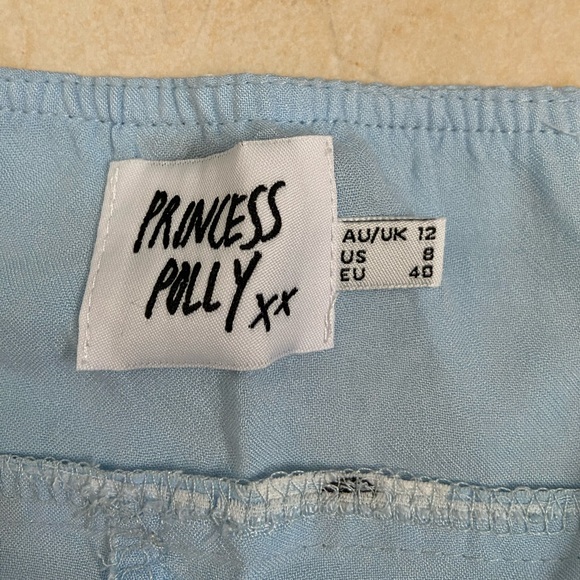 PRINCESS
POLLY xx
AU/UK 12
US 8
EU 40